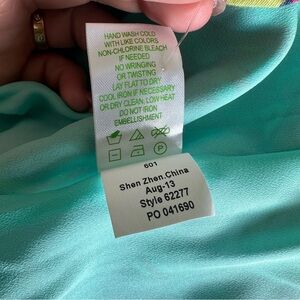 HAND WASH COLD
WITH LIKE COLORS
NON-CHLORINE BLEACH
IF NEEDED
NO WRINGING
OR TWISTING
LAY FLAT TO DRY
COOL IRON IF NECESSARY
OR DRY CLEAN, LOW HEAT
DO NOT IRON
EMBELLISHMENT
P
601
Shen Zhen.China
Aug-13
Style 62277
PO 041690